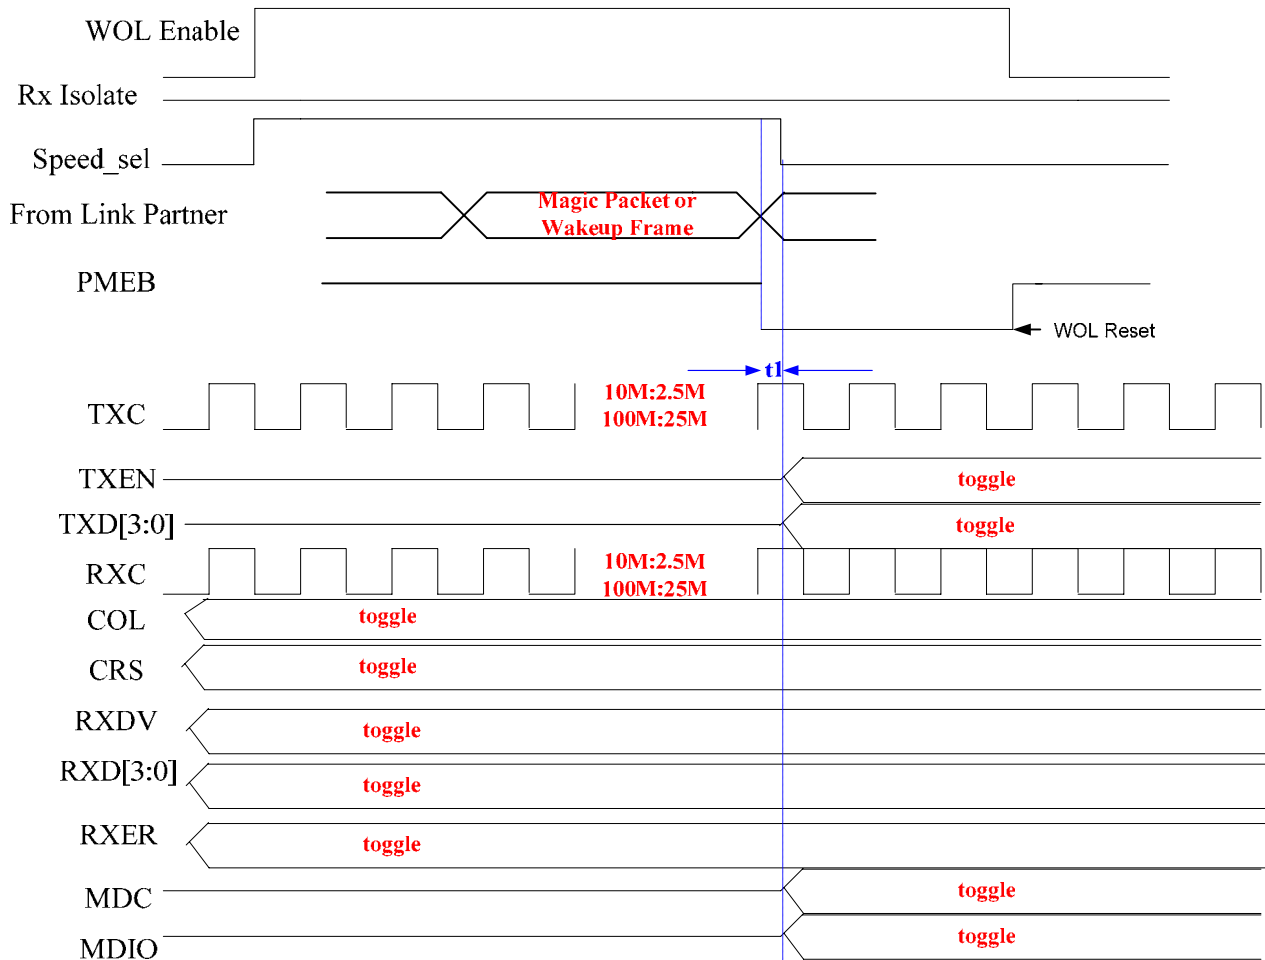 WOL Enable
Rx Isolate
Speed_sel
From Link Partner
Magic Packet or
Wakeup Frame
PMEB
WOL Reset
t1
TXC
10M:2.5M
100M:25M
TXEN
toggle
TXD[3:0]
toggle
RXC
10M:2.5M
100M:25M
COL
toggle
CRS
toggle
RXDV
toggle
RXD[3:0]
toggle
RXER
toggle
MDC
toggle
MDIO
toggle